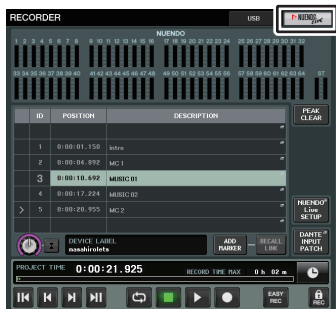 RECORDER
USB
NUENDO Live
NUENDO
1 2 3 4 5 6 7 8 9 10 11 12 13 14 15 16 17 18 19 20 21 22 23 24 25 26 27 28 29 30 31 32
33 34 35 36 37 38 39 40 41 42 43 44 45 46 47 48 49 50 51 52 53 54 55 56 57 58 59 60 61 62 63 64 ST
PEAK CLEAR
ID POSITION DESCRIPTION
1 0:00:01.150 intro
2 0:00:04.892 MC 1
3 0:00:10.692 MUSIC 01
4 0:00:17.224 MUSIC 02
> 5 0:00:20.955 MC 2
NUENDO Live SETUP
DEVICE LABEL
nasahirolets
ADD MARKER
RECALL LINK
DANTE INPUT PATCH
PROJECT TIME 0:00:21.925 RECORD TIME MAX 0 h 02 m
EASY REC
REC